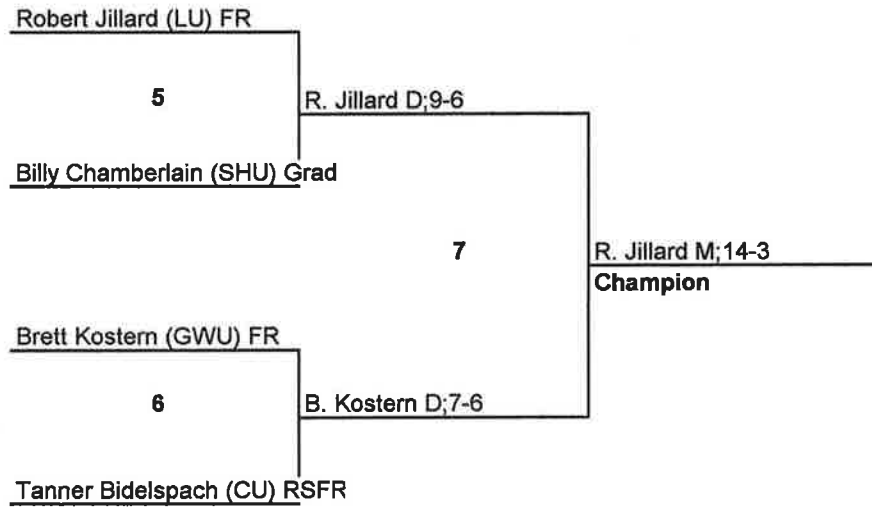 Robert Jillard (LU) FR
5
R. Jillard D;9-6
Billy Chamberlain (SHU) Grad
7
R. Jillard M;14-3
Champion
Brett Kostern (GWU) FR
6
B. Kostern D;7-6
Tanner Bidelspach (CU) RSFR